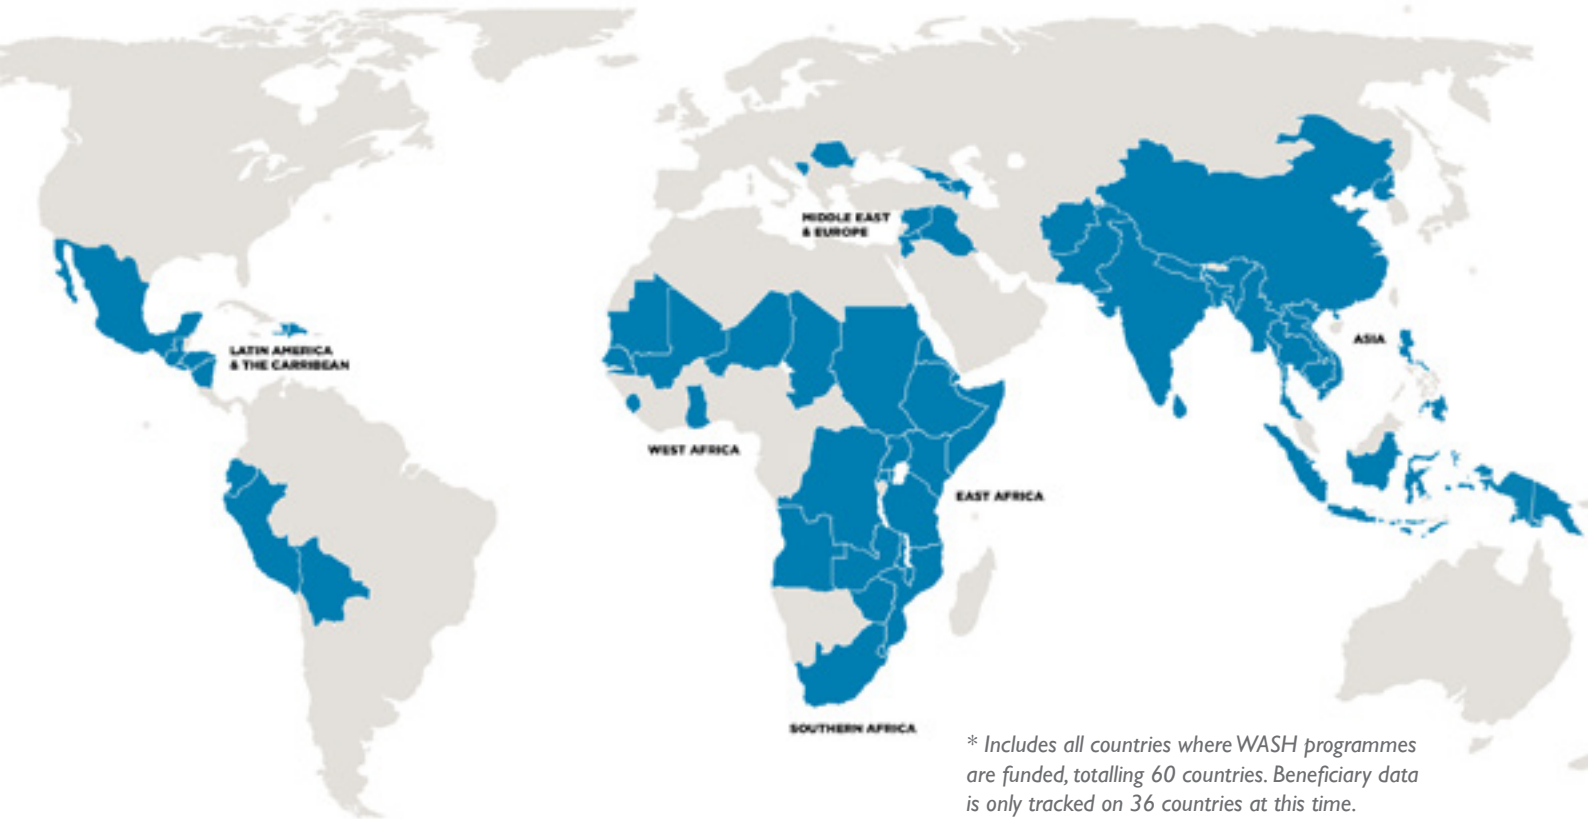 MIDDLE EAST
& EUROPE
LATIN AMERICA
& THE CARRIBEAN
ASIA
WEST AFRICA
EAST AFRICA
SOUTHERN AFRICA
* Includes all countries where WASH programmes
are funded, totalling 60 countries. Beneficiary data
is only tracked on 36 countries at this time.